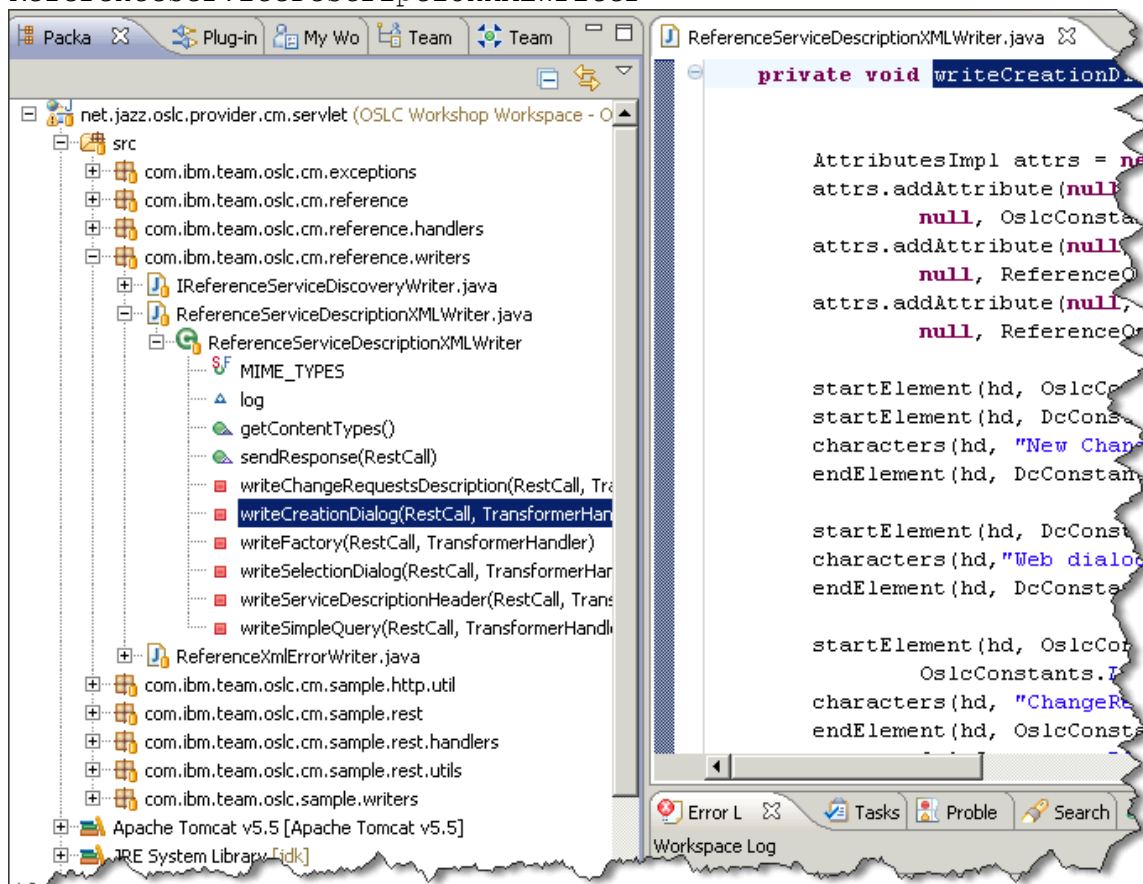 Packa
Plug-in
My Wo
Team
Team
net.jazz.oslc.provider.cm.servlet (OSLC Workshop Workspace - O
src
com.ibm.team.oslc.cm.exceptions
com.ibm.team.oslc.cm.reference
com.ibm.team.oslc.cm.reference.handlers
com.ibm.team.oslc.cm.reference.writers
IReferenceServiceDiscoveryWriter.java
ReferenceServiceDescriptionXMLWriter.java
ReferenceServiceDescriptionXMLWriter
MIME_TYPES
log
getContentTypes()
sendResponse(RestCall)
writeChangeRequestsDescription(RestCall, Tra
writeCreationDialog(RestCall, TransformerHan
writeFactory(RestCall, TransformerHandler)
writeSelectionDialog(RestCall, TransformerHar
writeServiceDescriptionHeader(RestCall, Trans
writeSimpleQuery(RestCall, TransformerHandle
ReferenceXmlErrorWriter.java
com.ibm.team.oslc.cm.sample.http.util
com.ibm.team.oslc.cm.sample.rest
com.ibm.team.oslc.cm.sample.rest.handlers
com.ibm.team.oslc.cm.sample.rest.utils
com.ibm.team.oslc.sample.writers
Apache Tomcat v5.5 [Apache Tomcat v5.5]
JRE System Library [jdk]
ReferenceServiceDescriptionXMLWriter.java
private void writeCreationDi
AttributesImpl attrs = ne
attrs.addAttribute(null
null, OslcConsta
attrs.addAttribute(null
null, ReferenceQ
attrs.addAttribute(null,
null, ReferenceQ
startElement(hd, OslcCo
startElement(hd, DcCons
characters(hd, "New Chan
endElement(hd, DcConstan
startElement(hd, DcConst
characters(hd,"Web dialog
endElement(hd, DcConsta
startElement(hd, OslcCon
OslcConstants.I
characters(hd, "ChangeRe
endElement(hd, OslcConsta
Error L
Tasks
Proble
Search
Workspace Log